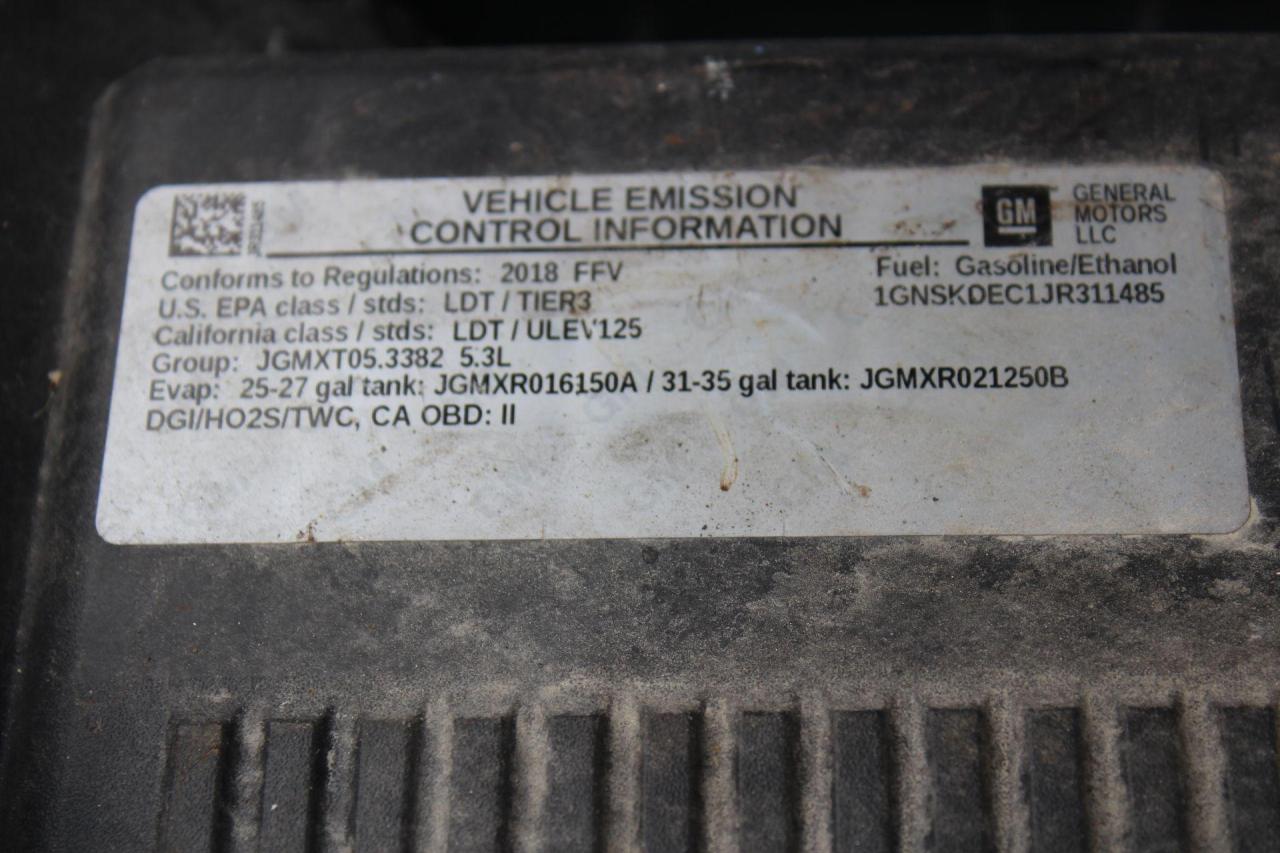 VEHICLE EMISSION
CONTROL INFORMATION
GM
GENERAL
MOTORS
LLC
Conforms to Regulations: 2018 FFV
U.S. EPA class / stds: LDT / TIER3
California class / stds: LDT / ULEV125
Group: JGMXT05.3382 5.3L
Evap: 25-27 gal tank: JGMXR016150A / 31-35 gal tank: JGMXR021250B
DGI/HO2S/TWC, CA OBD: II
Fuel: Gasoline/Ethanol
1GNSKDEC1JR311485